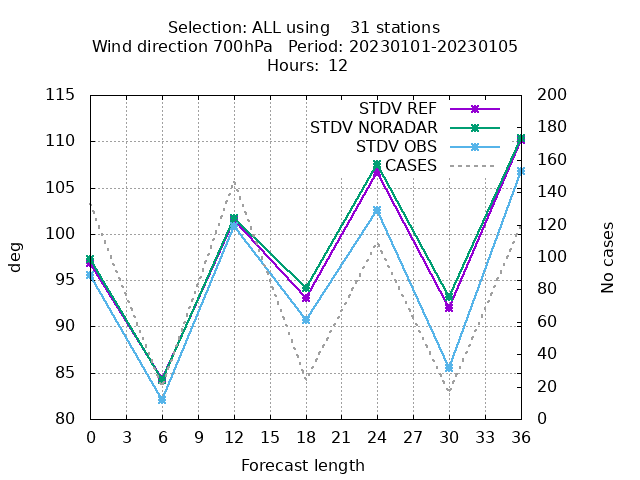 Selection: ALL using    31 stations
Wind direction 700hPa   Period: 20230101-20230105
Hours: 12
STDV REF
STDV NORADAR
STDV OBS
CASES
115
110
105
100
95
90
85
80
deg
200
180
160
140
120
100
80
60
40
20
0
No cases
0 3 6 9 12 15 18 21 24 27 30 33 36
Forecast length